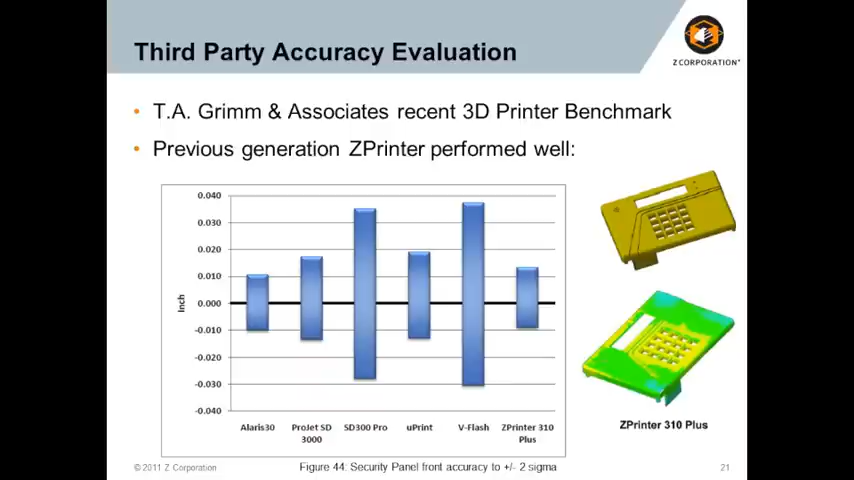 Third Party Accuracy Evaluation
Z CORPORATION
• T.A. Grimm & Associates recent 3D Printer Benchmark
• Previous generation ZPrinter performed well:
0.040
0.030
0.020
0.010
0.000
-0.010
-0.020
-0.030
-0.040
Inch
Alaris30 ProJet SD 3000 SD300 Pro uPrint V-Flash ZPrinter 310 Plus
ZPrinter 310 Plus
© 2011 Z Corporation
Figure 44: Security Panel front accuracy to +/- 2 sigma
21